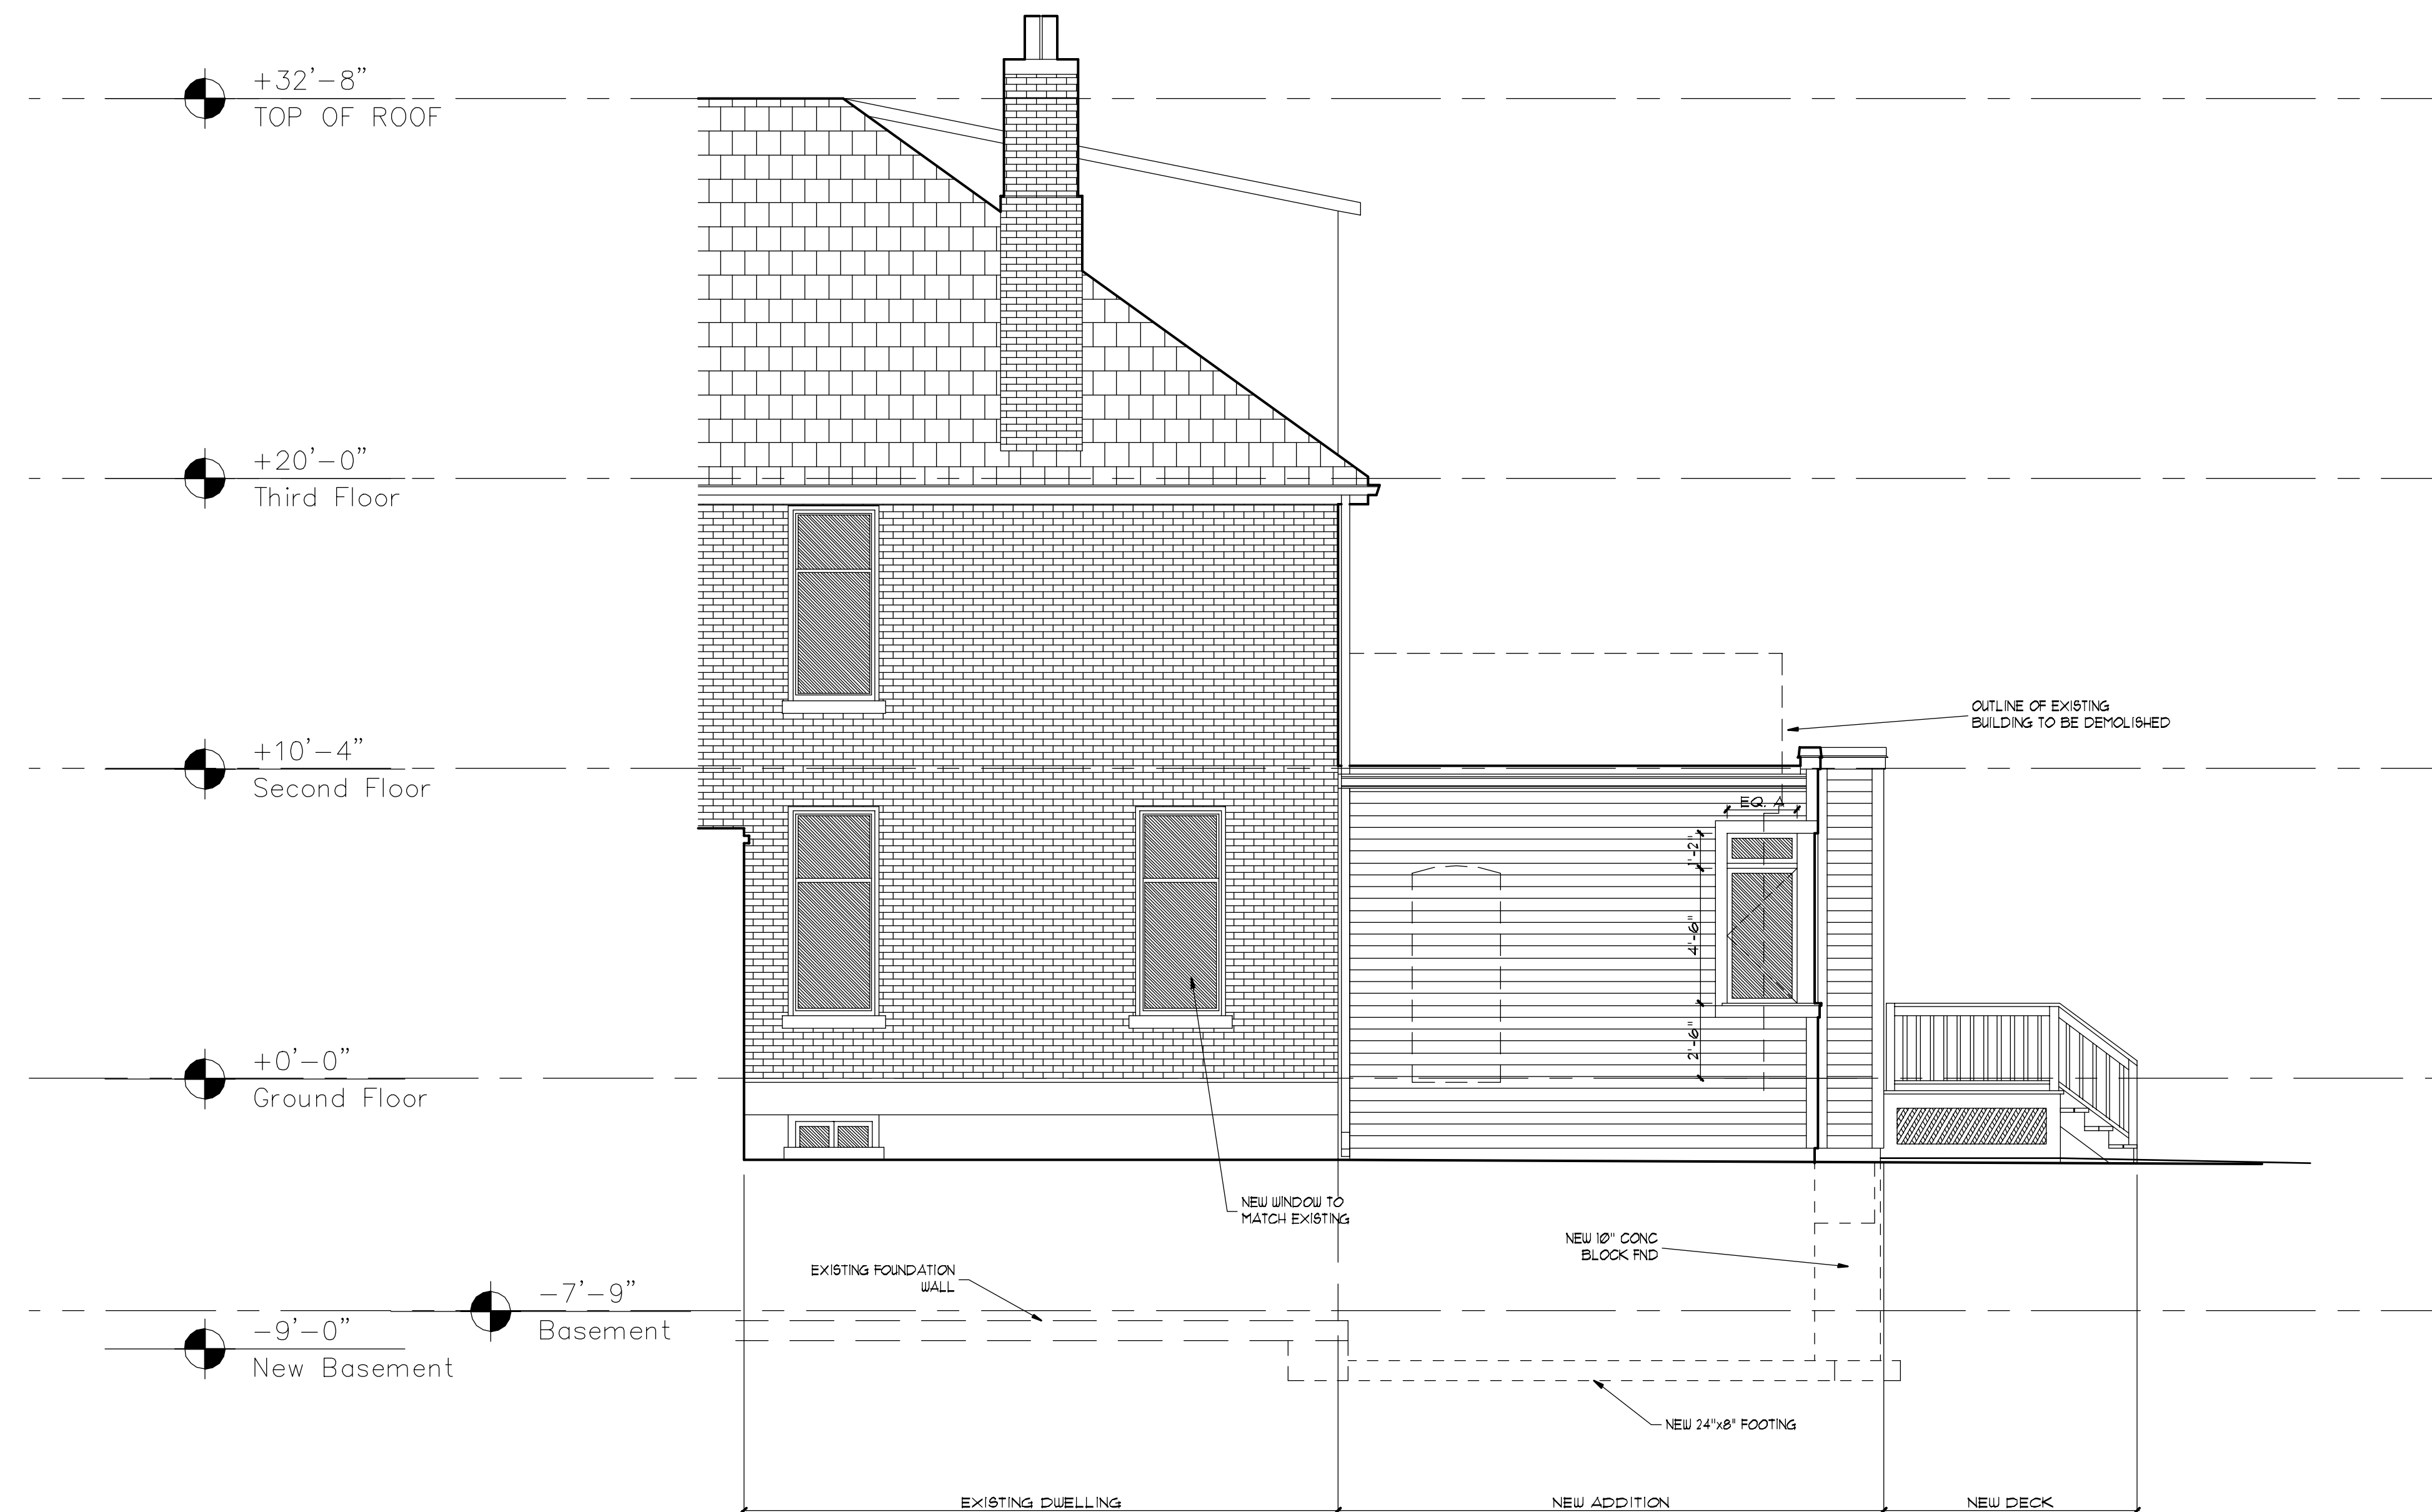 +32'-8"
TOP OF ROOF
+20'-0"
Third Floor
OUTLINE OF EXISTING
BUILDING TO BE DEMOLISHED
+10'-4"
Second Floor
EQ. A
1'-2"
4'-6"
2'-6"
+0'-0"
Ground Floor
NEW WINDOW TO
MATCH EXISTING
NEW 10" CONC
BLOCK FND
EXISTING FOUNDATION
WALL
-7'-9"
Basement
-9'-0"
New Basement
NEW 24"x8" FOOTING
EXISTING DWELLING
NEW ADDITION
NEW DECK